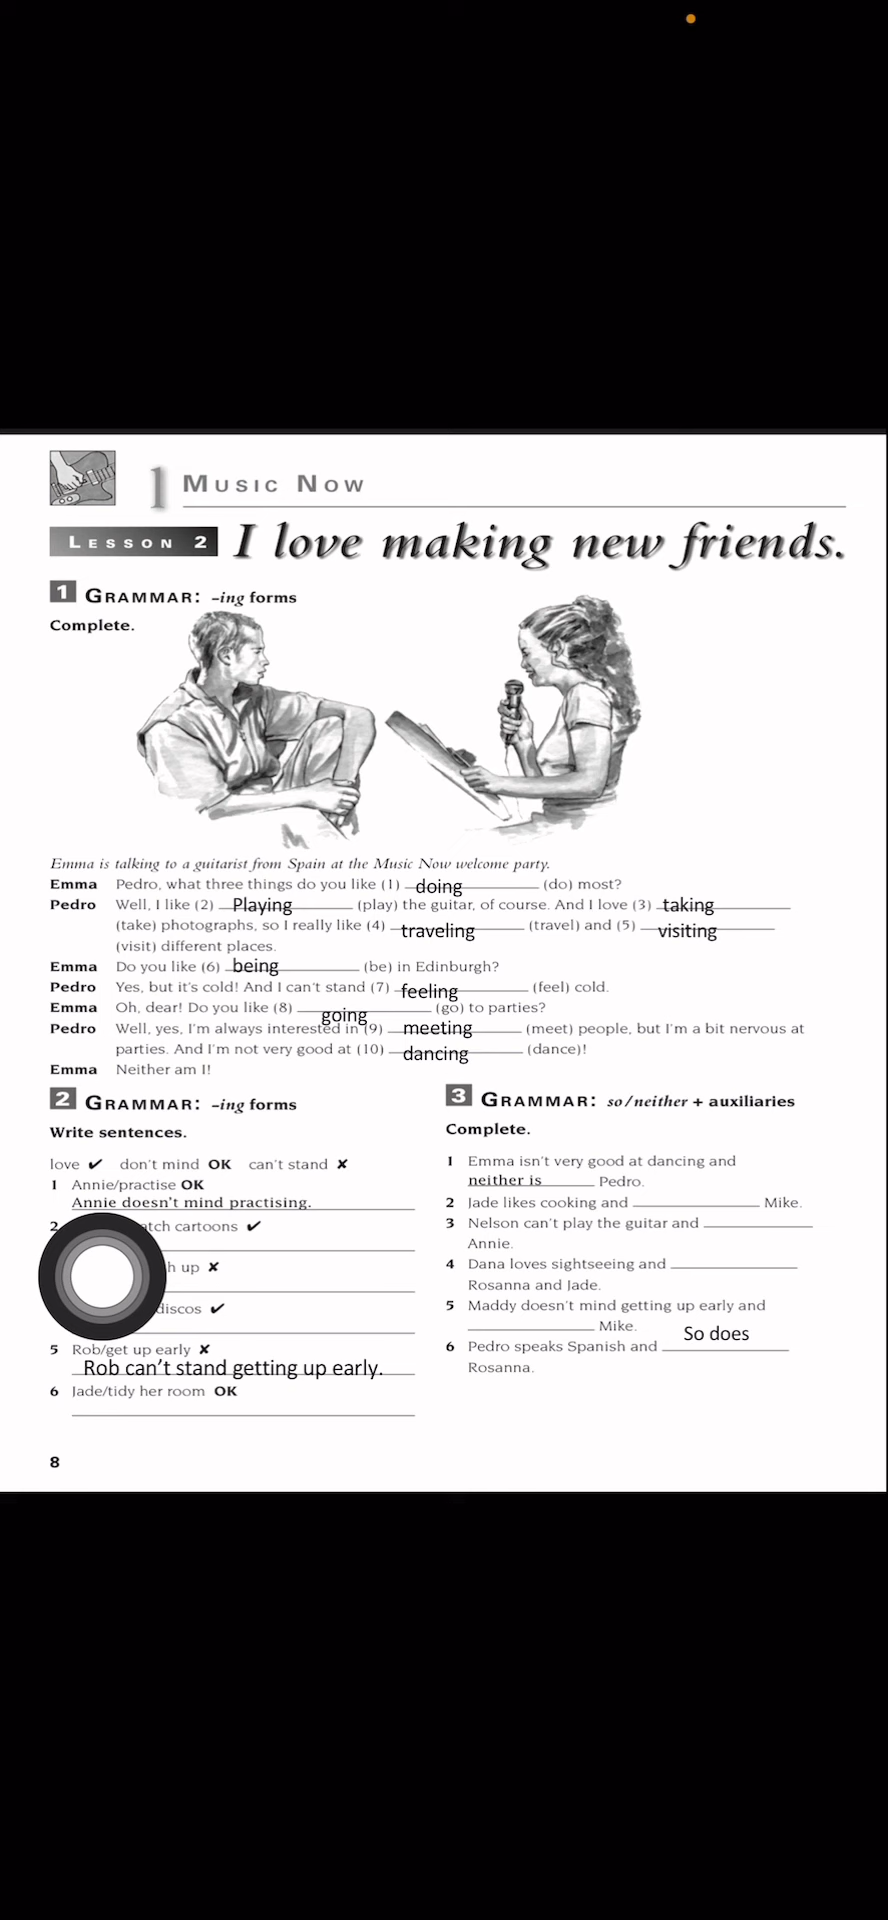 1 MUSIC NOW
LESSON 2 I love making new friends.
1 GRAMMAR: -ing forms
Complete.
Emma is talking to a guitarist from Spain at the Music Now welcome party.
Emma Pedro, what three things do you like (1) doing (do) most?
Pedro Well, I like (2) Playing (play) the guitar, of course. And I love (3) taking
(take) photographs, so I really like (4) traveling (travel) and (5) visiting
(visit) different places.
Emma Do you like (6) being (be) in Edinburgh?
Pedro Yes, but it's cold! And I can't stand (7) feeling (feel) cold.
Emma Oh, dear! Do you like (8) going (go) to parties?
Pedro Well, yes, I'm always interested in (9) meeting (meet) people, but I'm a bit nervous at
parties. And I'm not very good at (10) dancing (dance)!
Emma Neither am I!
2 GRAMMAR: -ing forms
Write sentences.
love ✔ don't mind OK can't stand ✘
1 Annie/practise OK
Annie doesn't mind practising.
2 cartoons ✔
up ✘
discos ✔
5 Rob/get up early ✘
Rob can't stand getting up early.
6 Jade/tidy her room OK
3 GRAMMAR: so/neither + auxiliaries
Complete.
1 Emma isn't very good at dancing and
neither is Pedro.
2 Jade likes cooking and Mike.
3 Nelson can't play the guitar and
Annie.
4 Dana loves sightseeing and
Rosanna and Jade.
5 Maddy doesn't mind getting up early and
Mike.
6 Pedro speaks Spanish and So does
Rosanna.
8